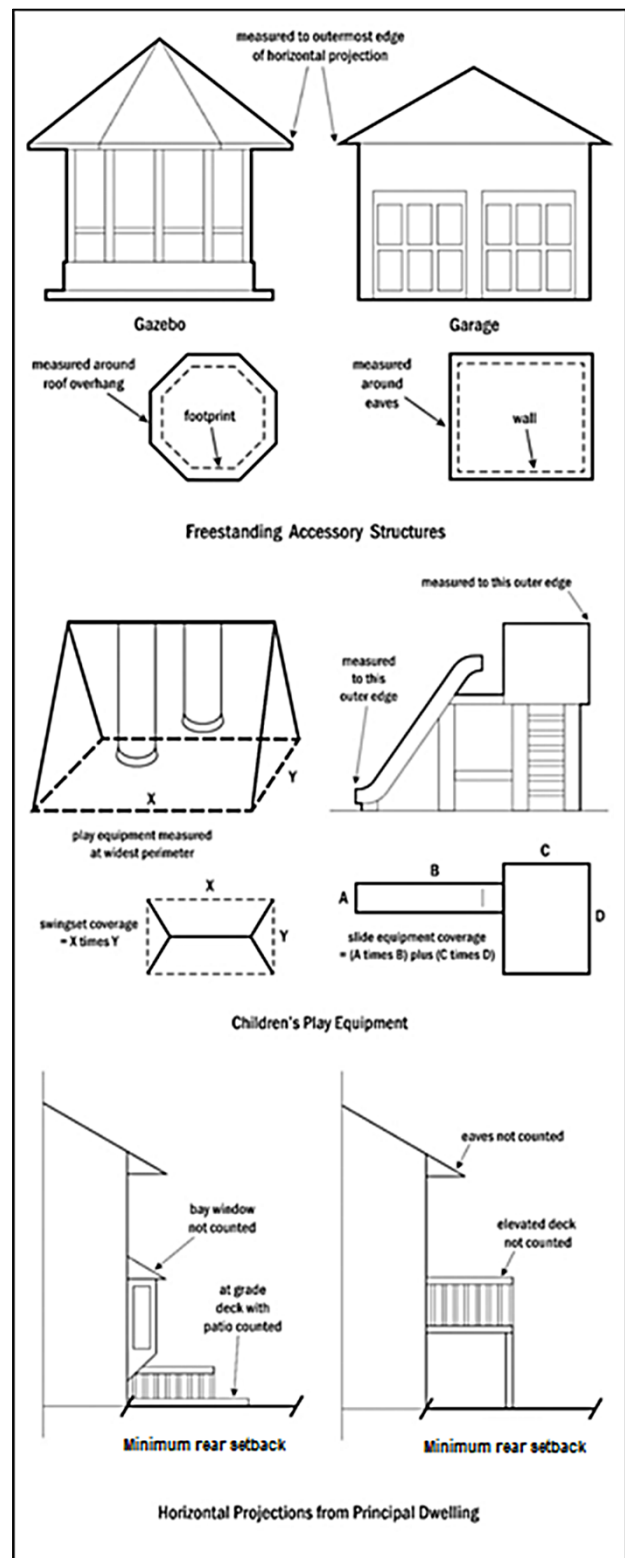 measured to outermost edge
of horizontal projection
Gazebo
Garage
measured around
roof overhang
footprint
measured
around
eaves
wall
Freestanding Accessory Structures
measured to this outer edge
measured
to this
outer edge
X
Y
play equipment measured
at widest perimeter
X
swingset coverage
= X times Y
Y
C
B
A
D
slide equipment coverage
= (A times B) plus (C times D)
Children's Play Equipment
eaves not counted
bay window
not counted
elevated deck
not counted
at grade
deck with
patio counted
Minimum rear setback
Minimum rear setback
Horizontal Projections from Principal Dwelling